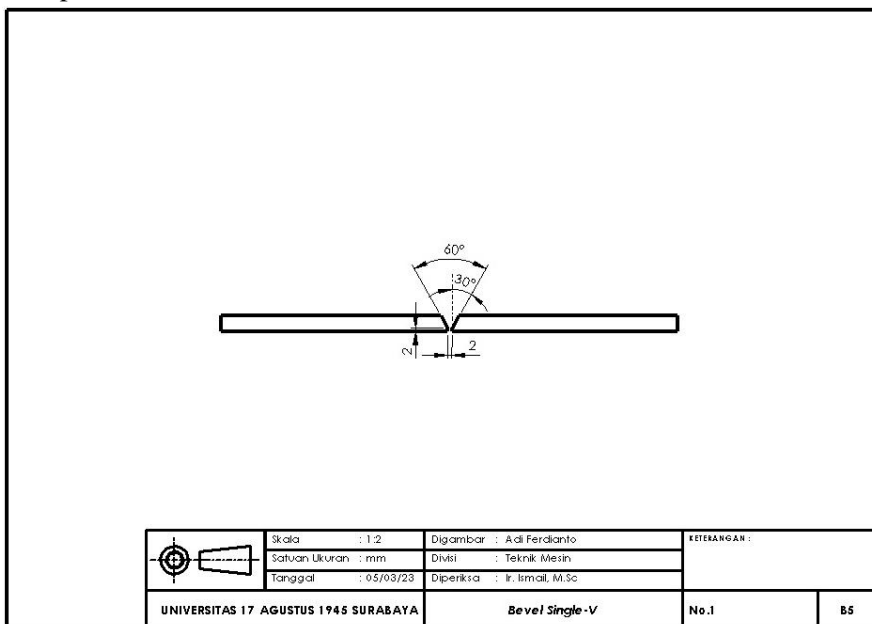 60°
30°
2
2
Skala : 1:2
Satuan Ukuran : mm
Tanggal : 05/03/23
Digambar : Adi Ferdianto
Divisi : Teknik Mesin
Diperiksa : Ir. Ismail, M.Sc
KETERANGAN :
UNIVERSITAS 17 AGUSTUS 1945 SURABAYA
Bevel Single-V
No.1
B5